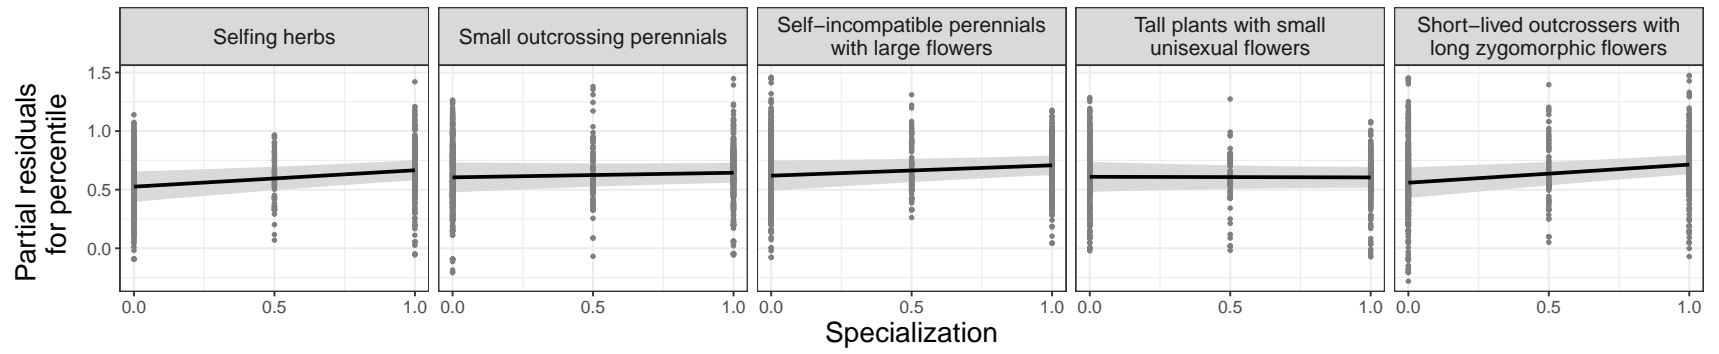 Selfing herbs
Small outcrossing perennials
Self−incompatible perennials
with large flowers
Tall plants with small
unisexual flowers
Short−lived outcrossers with
long zygomorphic flowers
Partial residuals
for percentile
1.5
1.0
0.5
0.0
0.0 0.5 1.0
0.0 0.5 1.0
0.0 0.5 1.0
0.0 0.5 1.0
0.0 0.5 1.0
Specialization